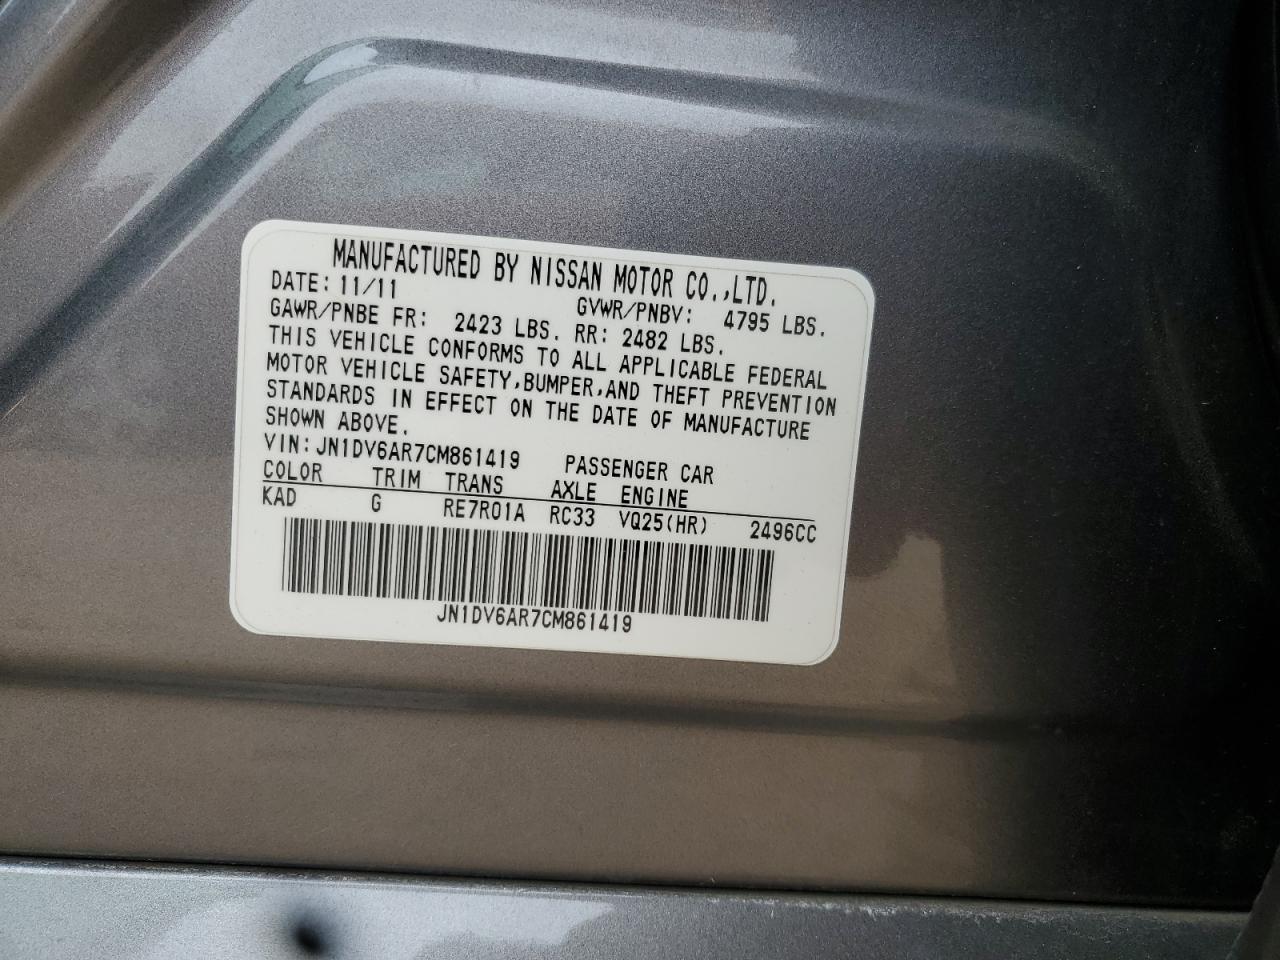 MANUFACTURED BY NISSAN MOTOR CO.,LTD.
DATE: 11/11 GVWR/PNBV: 4795 LBS.
GAWR/PNBE FR: 2423 LBS. RR: 2482 LBS.
THIS VEHICLE CONFORMS TO ALL APPLICABLE FEDERAL
MOTOR VEHICLE SAFETY,BUMPER,AND THEFT PREVENTION
STANDARDS IN EFFECT ON THE DATE OF MANUFACTURE
SHOWN ABOVE.
VIN:JN1DV6AR7CM861419 PASSENGER CAR
COLOR TRIM TRANS AXLE ENGINE
KAD G RE7R01A RC33 VQ25(HR) 2496CC
JN1DV6AR7CM861419